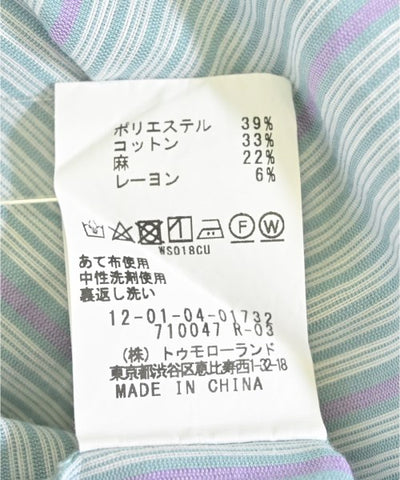 ポリエステル 39%
コットン 33%
麻 22%
レーヨン 6%
F W
WS018CU
あて布使用
中性洗剤使用
裏返し洗い
12-01-04-01732
710047 R-03
(株) トゥモローランド
東京都渋谷区恵比寿西1-32-18
MADE IN CHINA